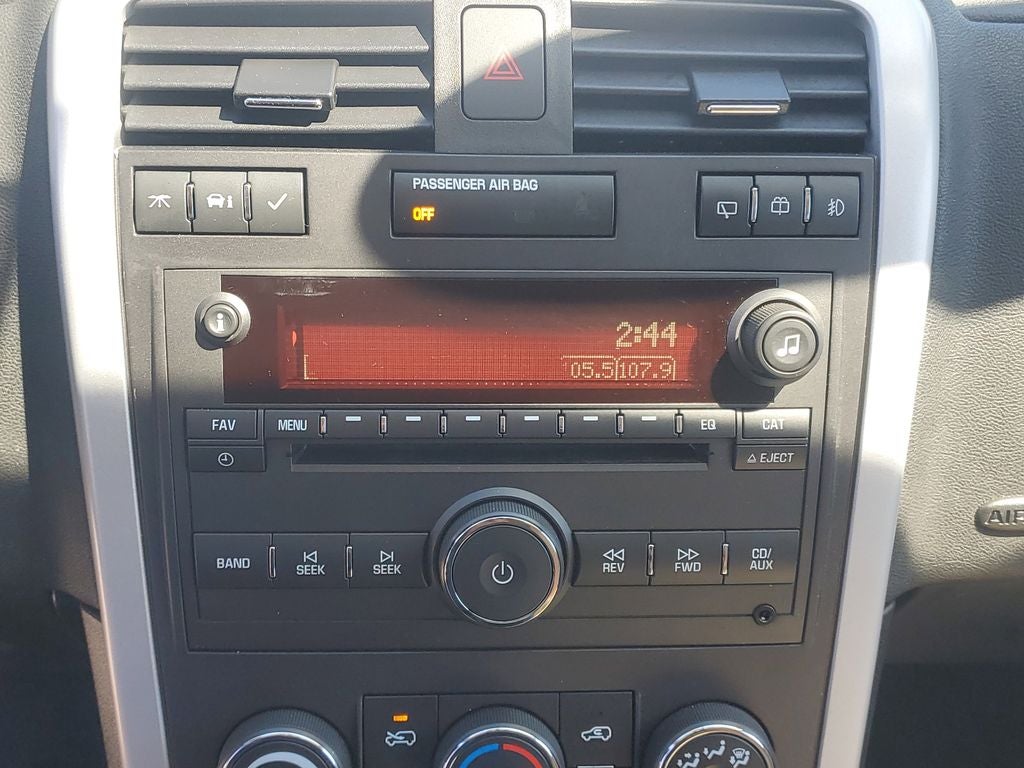 PASSENGER AIR BAG
OFF
i
i
2:44
05.5 107.9
FAV
MENU
EQ
CAT
EJECT
BAND
SEEK
SEEK
REV
FWD
CD/
AUX
AIR